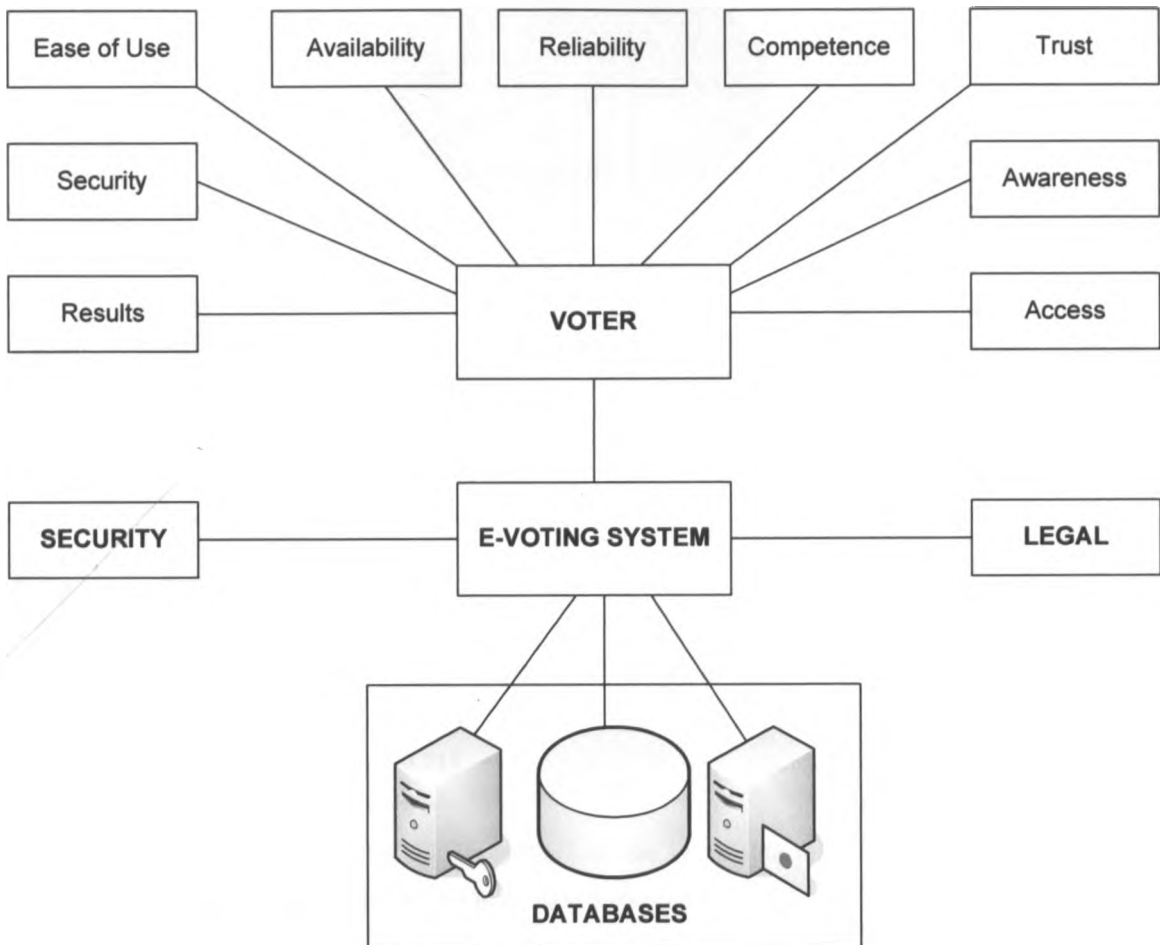 Ease of Use
Availability
Reliability
Competence
Trust
Security
Awareness
Results
VOTER
Access
SECURITY
E-VOTING SYSTEM
LEGAL
DATABASES